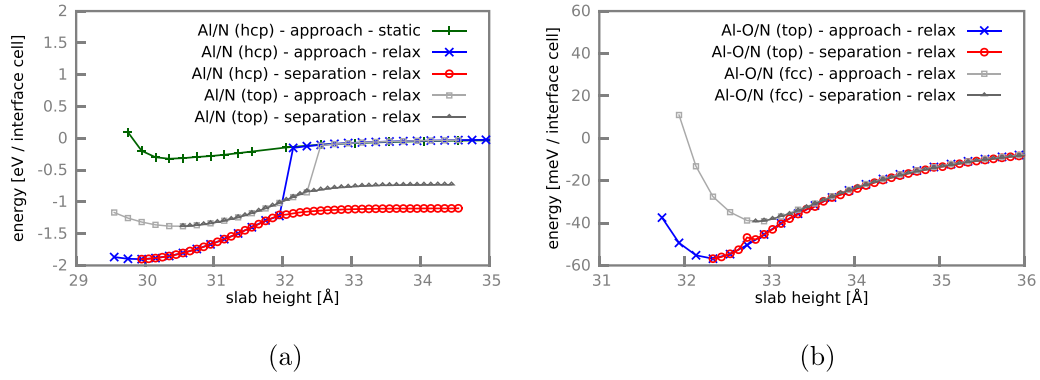 2
1.5
1
0.5
0
-0.5
-1
-1.5
-2
29 30 31 32 33 34 35
energy [eV / interface cell]
slab height [Å]
Al/N (hcp) - approach - static
Al/N (hcp) - approach - relax
Al/N (hcp) - separation - relax
Al/N (top) - approach - relax
Al/N (top) - separation - relax
(a)
60
40
20
0
-20
-40
-60
31 32 33 34 35 36
energy [meV / interface cell]
slab height [Å]
Al-O/N (top) - approach - relax
Al-O/N (top) - separation - relax
Al-O/N (fcc) - approach - relax
Al-O/N (fcc) - separation - relax
(b)